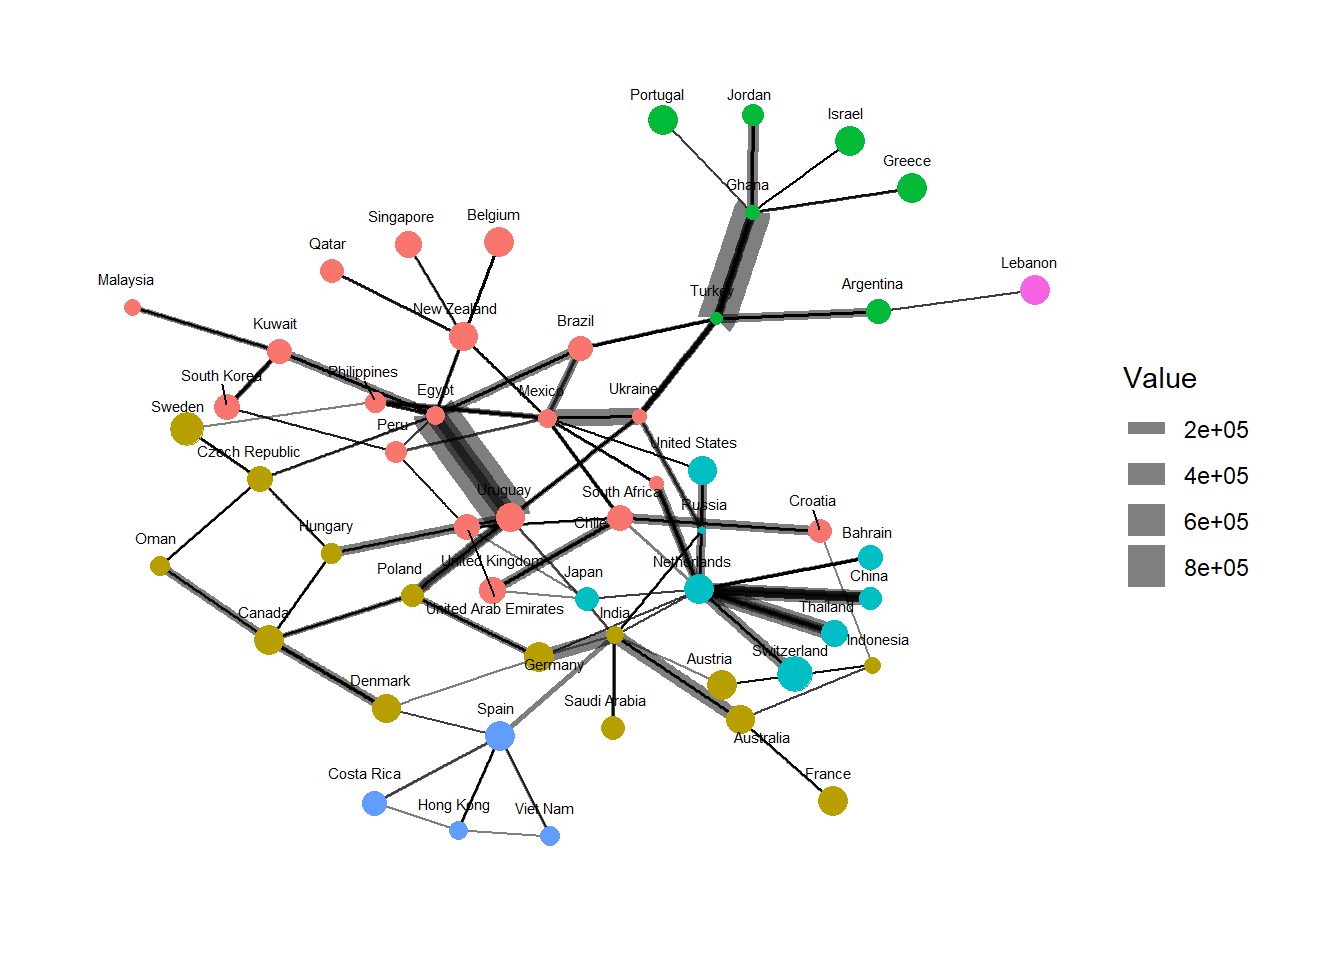 Portugal
Jordan
Israel
Greece
Ghana
Singapore
Belgium
Qatar
Lebanon
Malaysia
Argentina
Turkey
New Zealand
Kuwait
Brazil
South Korea
Philippines
Egypt
Mexico
Ukraine
Sweden
Peru
United States
Czech Republic
Uruguay
South Africa
Russia
Croatia
Hungary
Chile
Bahrain
Oman
Poland
United Kingdom
Japan
Netherlands
China
Canada
United Arab Emirates
India
Thailand
Indonesia
Germany
Austria
Switzerland
Denmark
Spain
Saudi Arabia
Australia
Costa Rica
Hong Kong
Viet Nam
France
Value
2e+05
4e+05
6e+05
8e+05